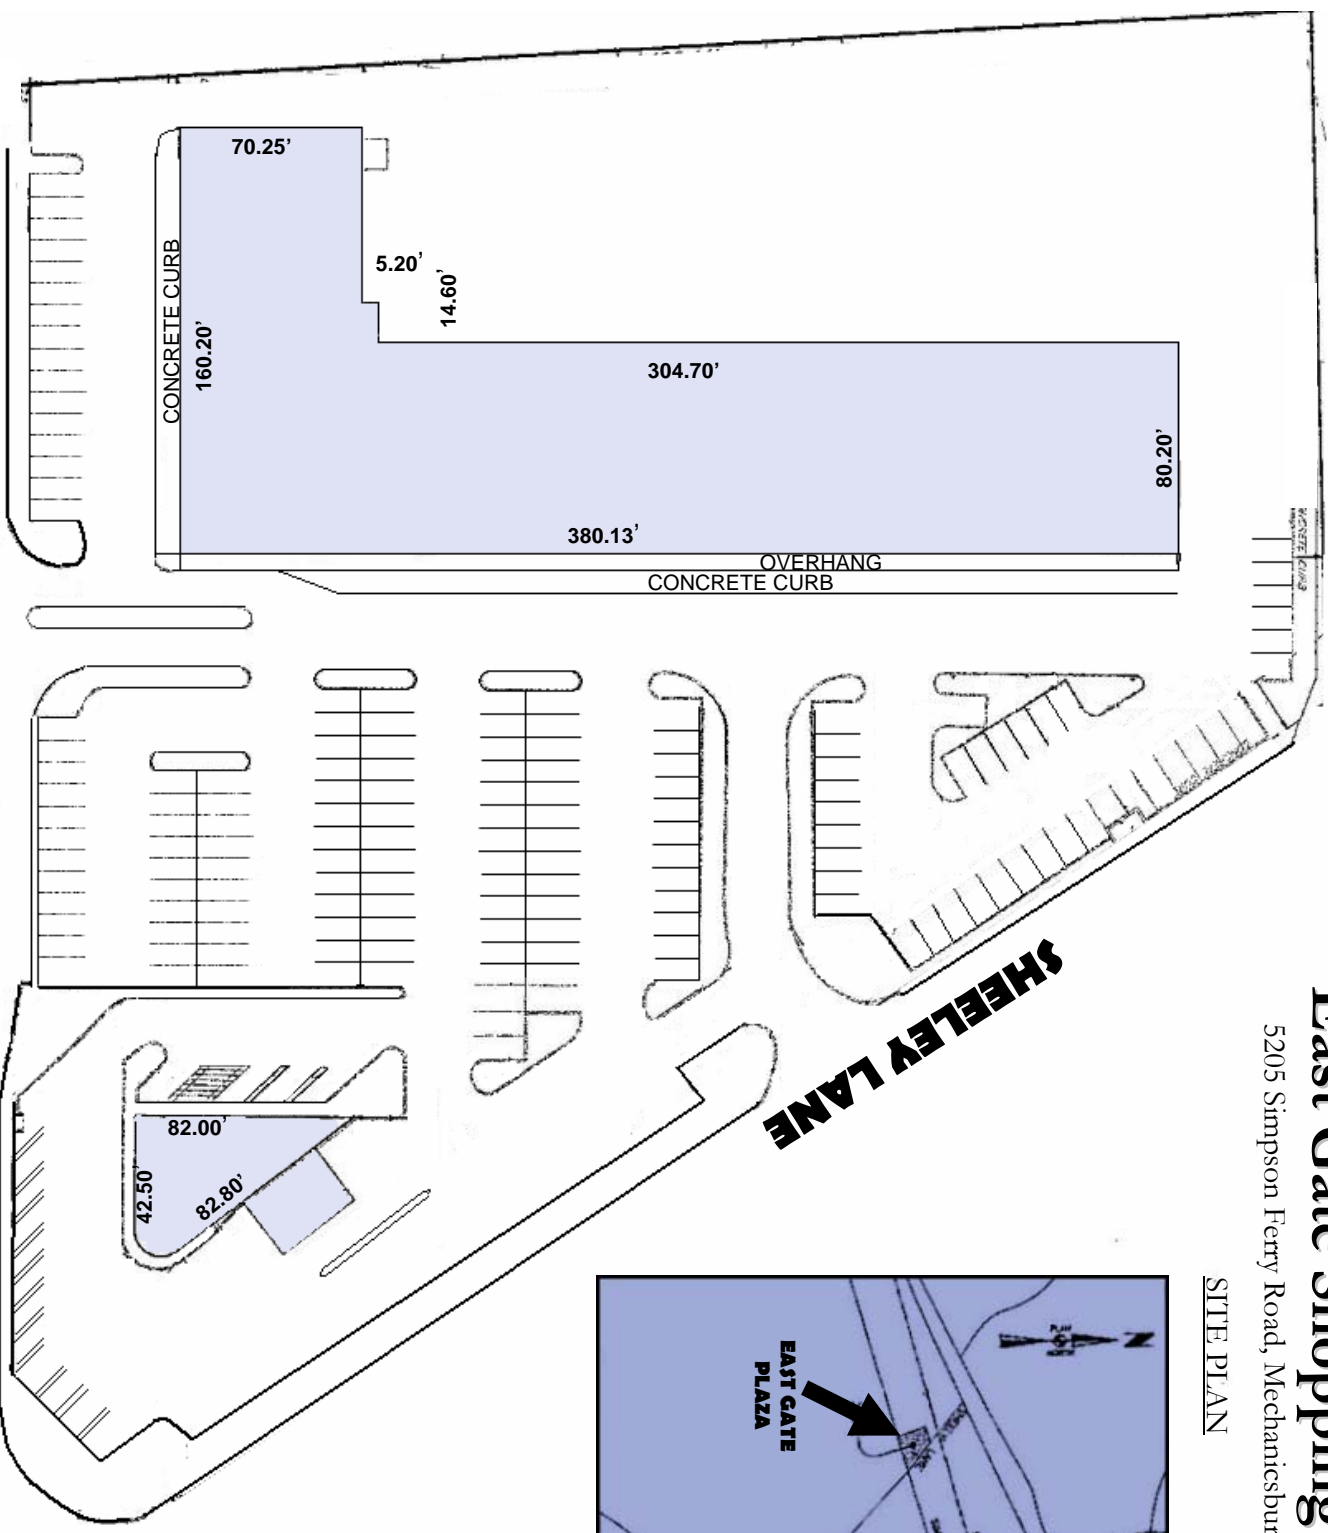 East Gate Shopping
5205 Simpson Ferry Road, Mechanicsbur
SITE PLAN
70.25’
5.20’
14.60’
CONCRETE CURB
160.20’
304.70’
80.20’
380.13’
OVERHANG
CONCRETE CURB
SHEELEY LANE
82.00’
42.50’
82.80’
PLAN
NORTH
N
EAST GATE
PLAZA